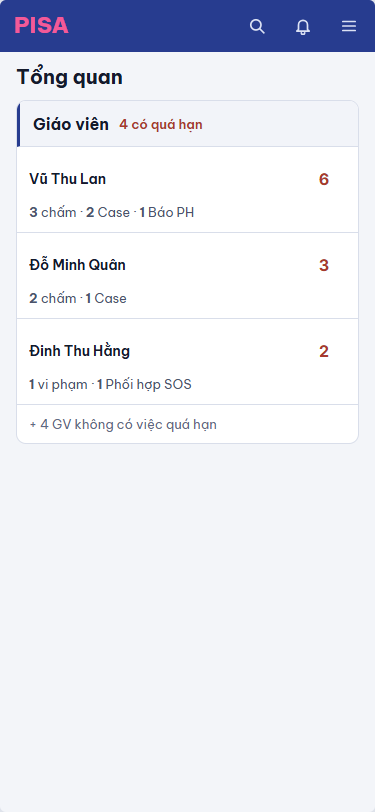 PISA
Tổng quan
Giáo viên 4 có quá hạn
Vũ Thu Lan 6
3 chấm · 2 Case · 1 Báo PH
Đỗ Minh Quân 3
2 chấm · 1 Case
Đinh Thu Hằng 2
1 vi phạm · 1 Phối hợp SOS
+ 4 GV không có việc quá hạn